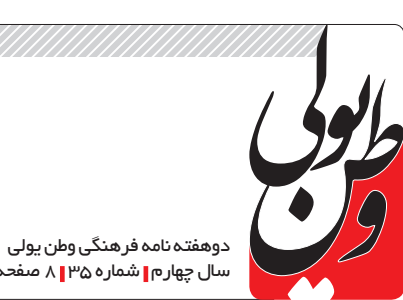 وطن یولی
دوهفته نامه فرهنگی وطن یولی
سال چهارم | شماره ۳۵ | ۸ صفحه